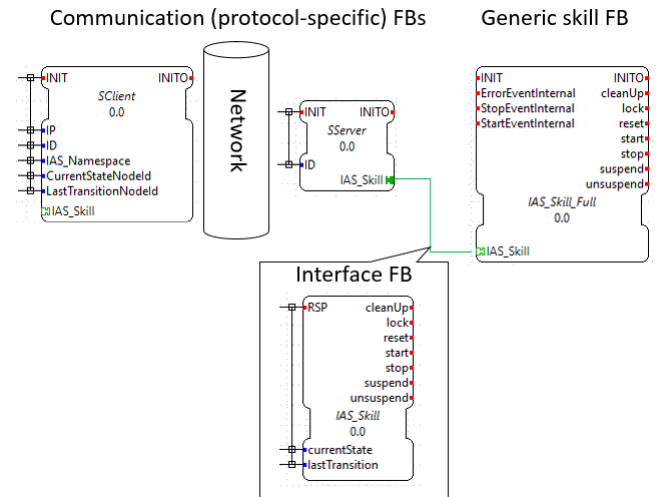 Communication (protocol-specific) FBs
Generic skill FB
INIT INITO
SClient
0.0
IP
ID
IAS_Namespace
CurrentStateNodeId
LastTransitionNodeId
IAS_Skill
Network
INIT INITO
SServer
0.0
ID
IAS_Skill
INIT INITO
ErrorEventInternal cleanUp
StopEventInternal lock
StartEventInternal reset
start
stop
suspend
unsuspend
IAS_Skill_Full
0.0
IAS_Skill
Interface FB
RSP cleanUp
lock
reset
start
stop
suspend
unsuspend
IAS_Skill
0.0
currentState
lastTransition